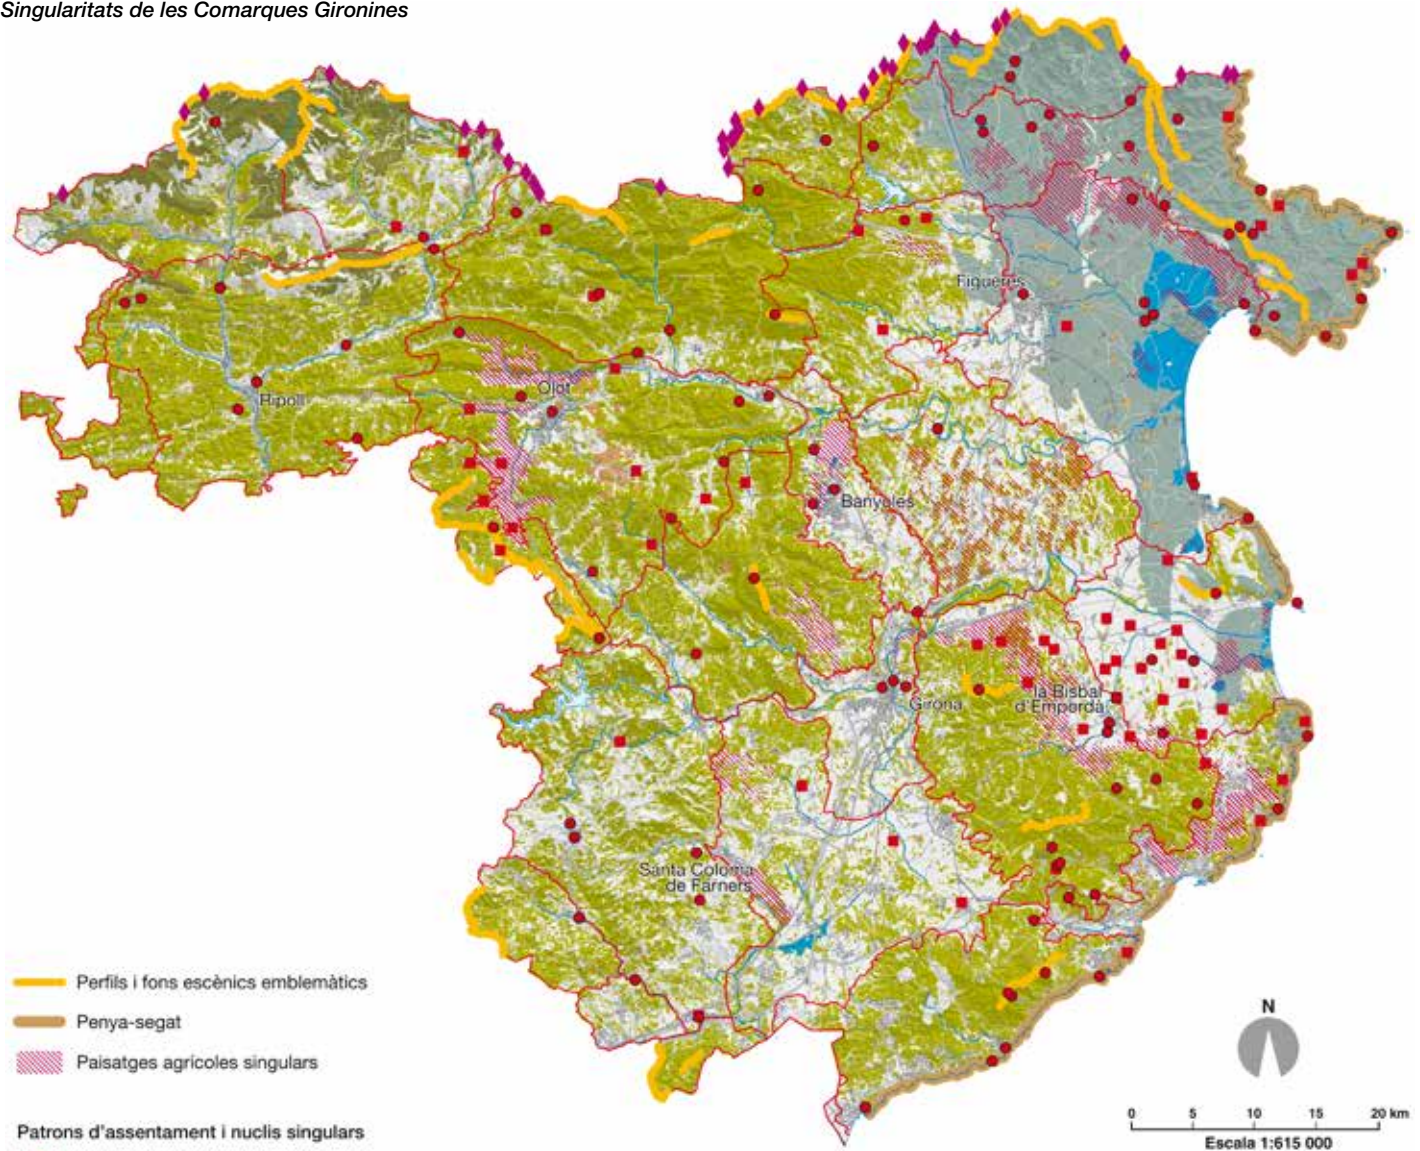 Singularitats de les Comarques Gironines
Figueres
Olot
Ripoll
Banyoles
Girona
la Bisbal
d'Empordà
Santa Coloma
de Farners
Perfils i fons escènics emblemàtics
Penya-segat
Paisatges agrícoles singulars
Patrons d'assentament i nuclis singulars
N
0 5 10 15 20 km
Escala 1:615 000